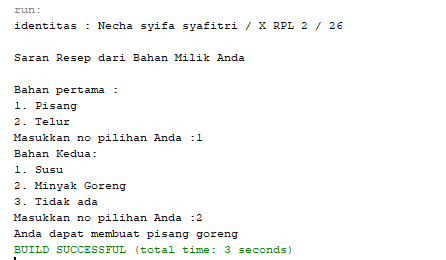 run:
identitas : Necha syifa syafitri / X RPL 2 / 26
Saran Resep dari Bahan Milik Anda
Bahan pertama :
1. Pisang
2. Telur
Masukkan no pilihan Anda :1
Bahan Kedua:
1. Susu
2. Minyak Goreng
3. Tidak ada
Masukkan no pilihan Anda :2
Anda dapat membuat pisang goreng
BUILD SUCCESSFUL (total time: 3 seconds)